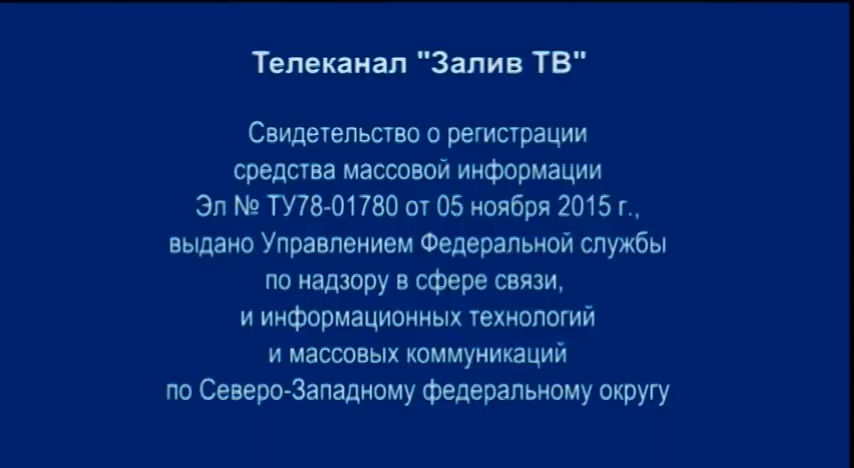 Телеканал "Залив ТВ"
Свидетельство о регистрации
средства массовой информации
Эл № ТУ78-01780 от 05 ноября 2015 г.,
выдано Управлением Федеральной службы
по надзору в сфере связи,
и информационных технологий
и массовых коммуникаций
по Северо-Западному федеральному округу